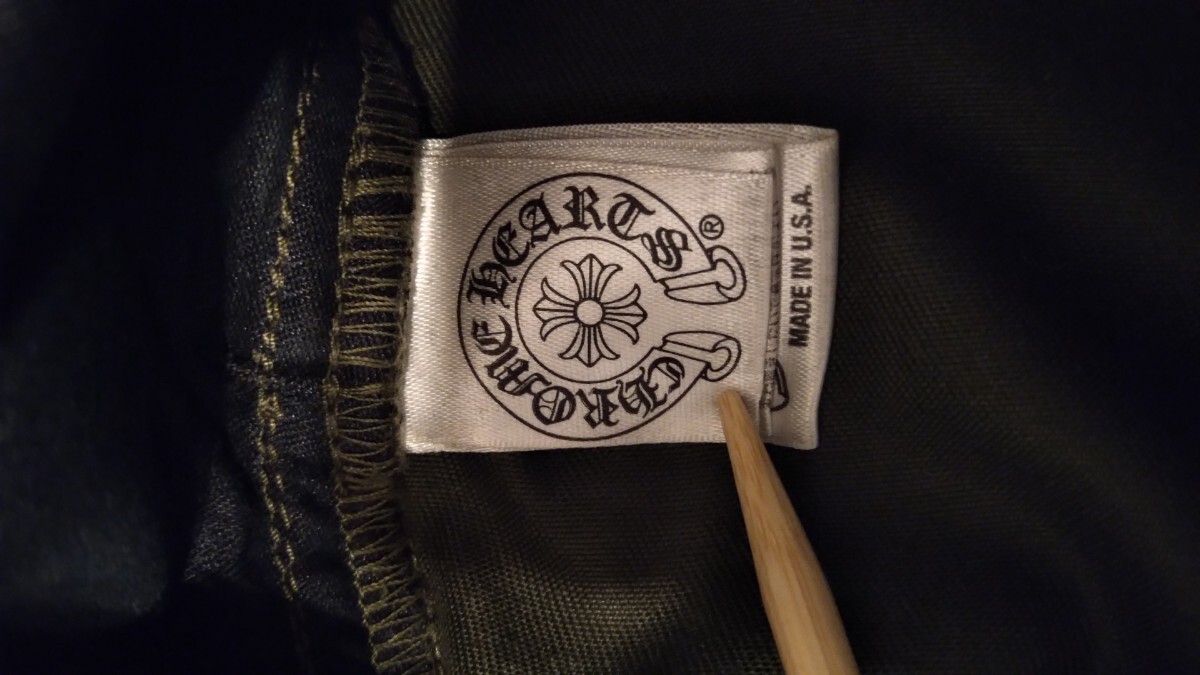 CHROME HEARTS
®
MADE IN U.S.A.